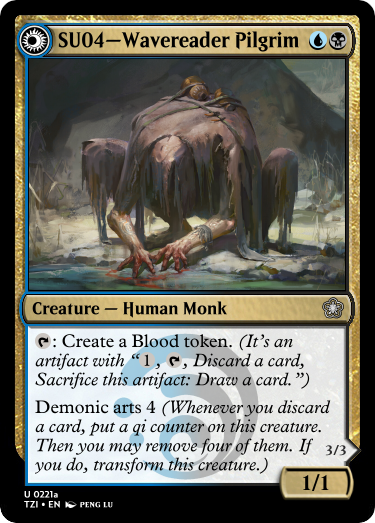 SU04—Wavereader Pilgrim
Creature — Human Monk
: Create a Blood token. (It's an
artifact with “1, , Discard a card,
Sacrifice this artifact: Draw a card.”)
Demonic arts 4 (Whenever you discard
a card, put a qi counter on this creature.
Then you may remove four of them. If
you do, transform this creature.)
3/3
1/1
U 0221a
TZI • EN PENG LU